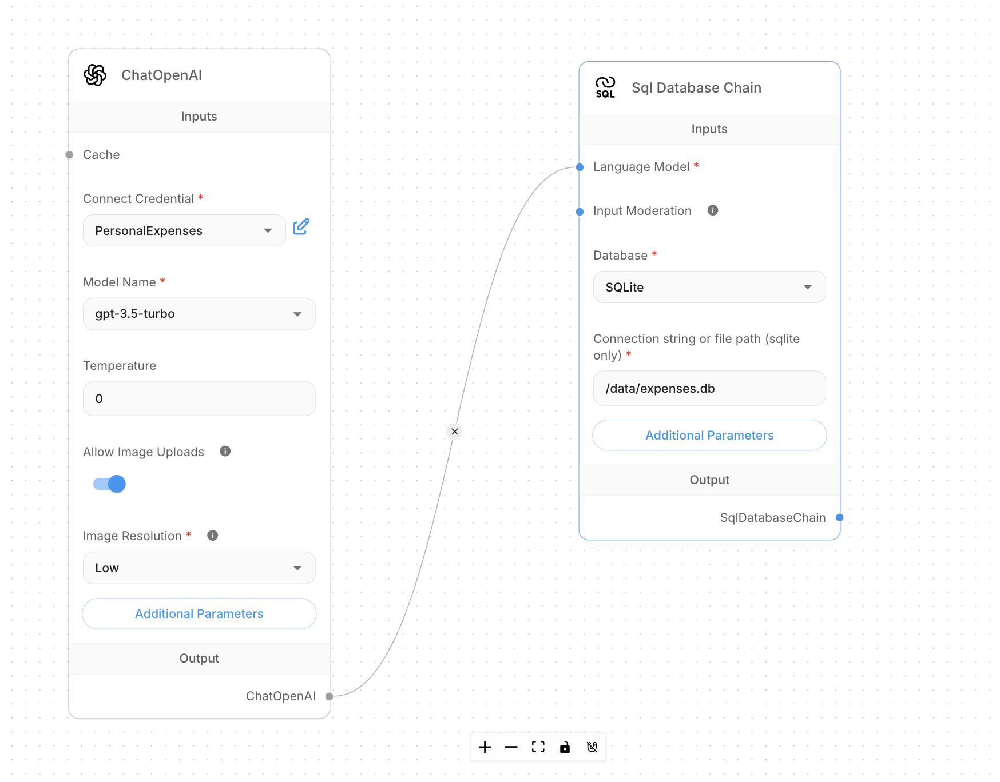 ChatOpenAI
Inputs
Cache
Connect Credential *
PersonalExpenses
Model Name *
gpt-3.5-turbo
Temperature
0
Allow Image Uploads
Image Resolution *
Low
Additional Parameters
Output
ChatOpenAI
SQL
Sql Database Chain
Inputs
Language Model *
Input Moderation
Database *
SQLite
Connection string or file path (sqlite
only) *
/data/expenses.db
Additional Parameters
Output
SqlDatabaseChain